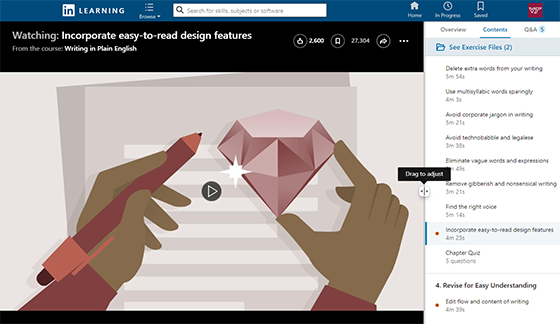 in LEARNING
Browse
Search for skills, subjects or software
Home
In Progress
Saved
Watching: Incorporate easy-to-read design features
From the course: Writing in Plain English
2,600
27,304
Overview
Contents
Q&A 5
See Exercise Files (2)
Delete extra words from your writing
5m 54s
Use multisyllabic words sparingly
4m 3s
Avoid corporate jargon in writing
5m 21s
Avoid technobabble and legalese
3m 38s
Eliminate vague words and expressions
Drag to adjust
49s
Remove gibberish and nonsensical writing
3m 21s
Find the right voice
5m 14s
Incorporate easy-to-read design features
4m 23s
Chapter Quiz
5 questions
4. Revise for Easy Understanding
Edit flow and content of writing
4m 39s